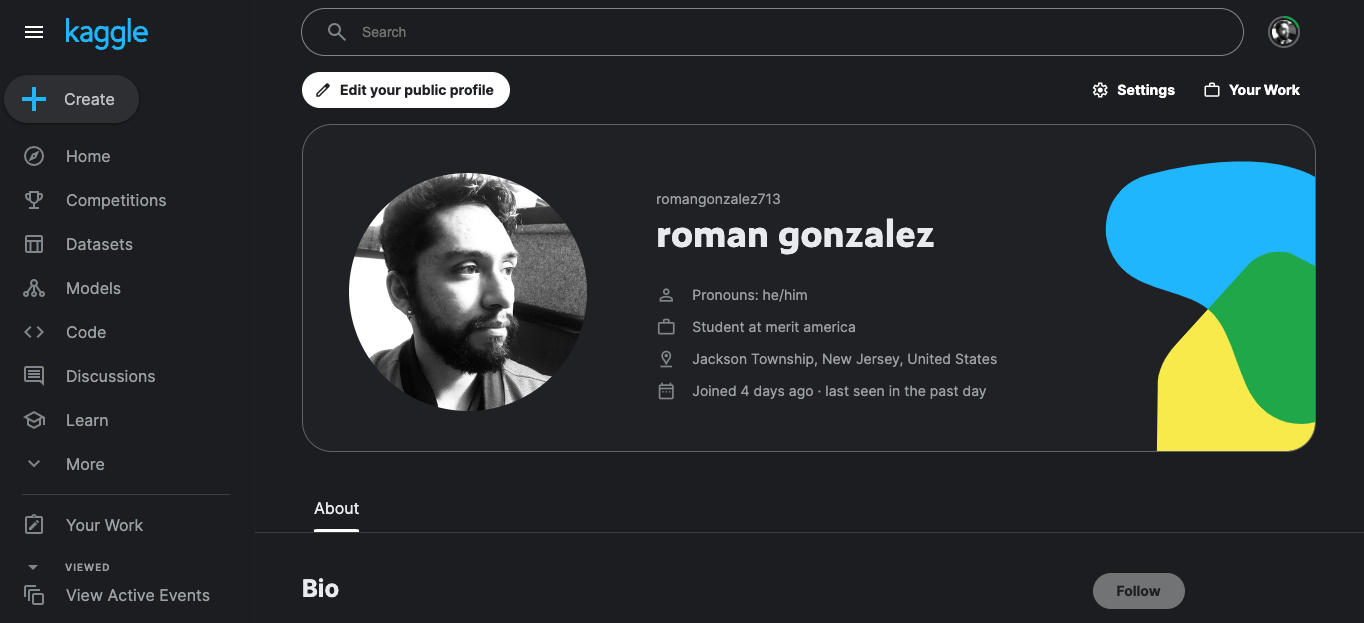 kaggle
Search
Create
Edit your public profile
Settings
Your Work
Home
Competitions
Datasets
Models
Code
Discussions
Learn
More
Your Work
VIEWED
View Active Events
romangonzalez713
roman gonzalez
Pronouns: he/him
Student at merit america
Jackson Township, New Jersey, United States
Joined 4 days ago · last seen in the past day
About
Bio
Follow